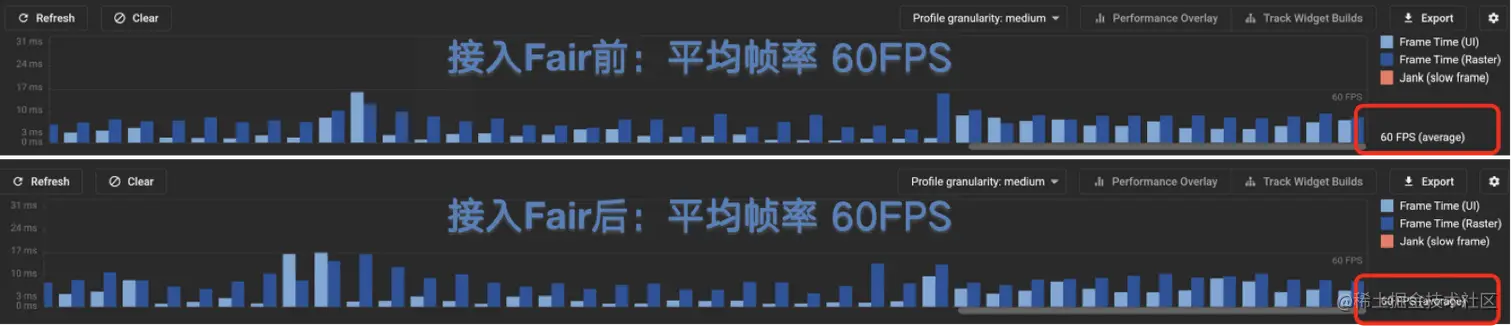 Refresh Clear Profile granularity: medium Performance Overlay Track Widget Builds Export
31 ms
24 ms
17 ms
10 ms
3 ms
0 ms
接入Fair前：平均帧率 60FPS
60 FPS
Frame Time (UI)
Frame Time (Raster)
Jank (slow frame)
60 FPS (average)
Refresh Clear Profile granularity: medium Performance Overlay Track Widget Builds Export
31 ms
24 ms
17 ms
10 ms
3 ms
0 ms
接入Fair后：平均帧率 60FPS
60 FPS
Frame Time (UI)
Frame Time (Raster)
Jank (slow frame)
60 FPS (average)
@稀土掘金技术社区